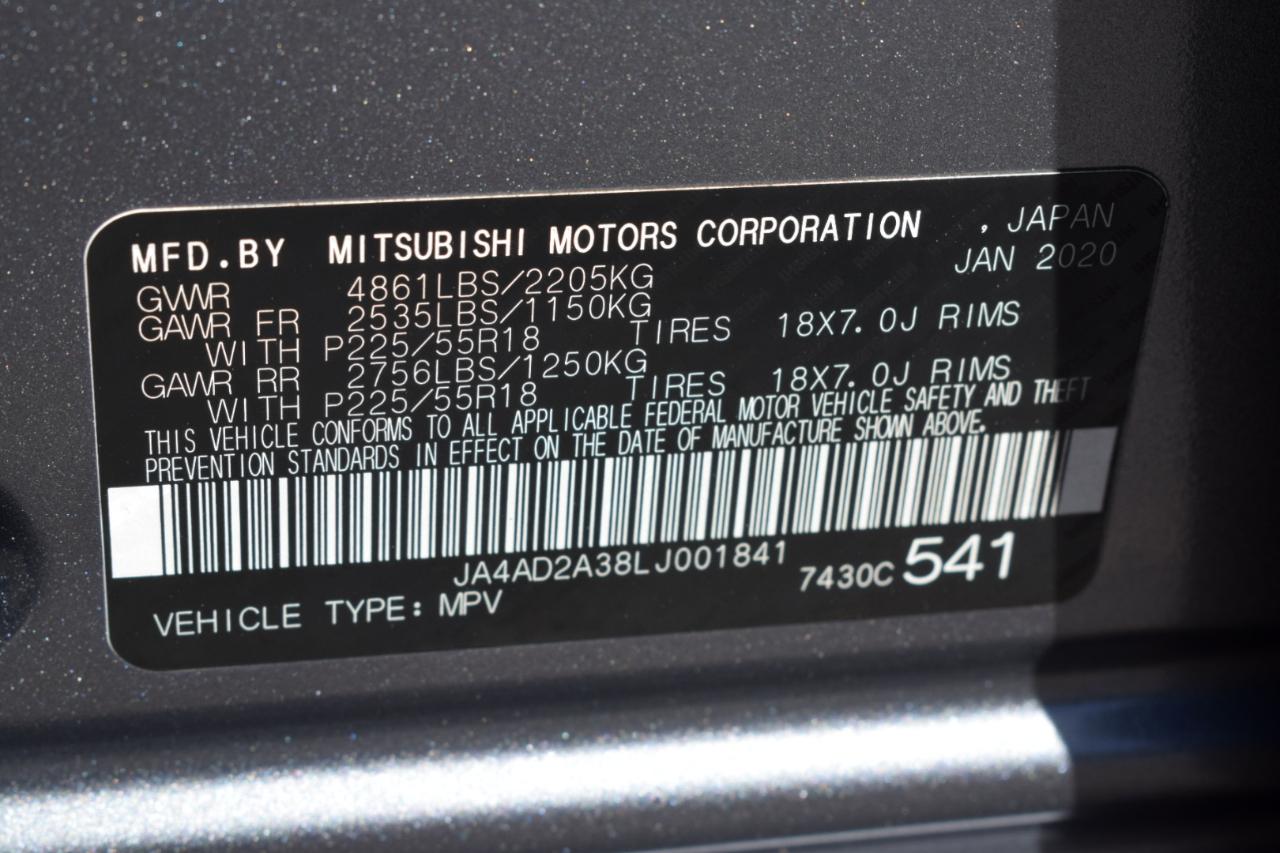 MFD.BY MITSUBISHI MOTORS CORPORATION , JAPAN
JAN 2020
GVWR 4861LBS/2205KG
GAWR FR 2535LBS/1150KG
WITH P225/55R18 TIRES 18X7.0J RIMS
GAWR RR 2756LBS/1250KG
WITH P225/55R18 TIRES 18X7.0J RIMS
THIS VEHICLE CONFORMS TO ALL APPLICABLE FEDERAL MOTOR VEHICLE SAFETY AND THEFT
PREVENTION STANDARDS IN EFFECT ON THE DATE OF MANUFACTURE SHOWN ABOVE.
JA4AD2A38LJ001841 7430C 541
VEHICLE TYPE: MPV